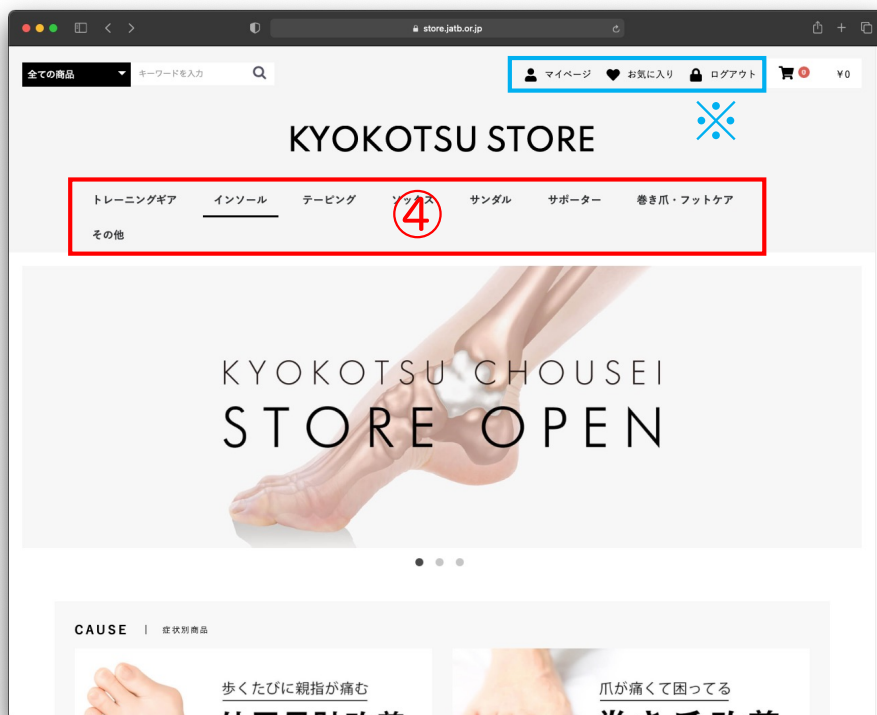 store.jatb.or.jp
全ての商品 キーワードを入力 マイページ お気に入り ログアウト 0 ¥0
※
KYOKOTSU STORE
トレーニングギア インソール テーピング ソックス サンダル サポーター 巻き爪・フットケア
④
その他
KYOKOTSU CHOUSEI
STORE OPEN
CAUSE | 症状別商品
歩くたびに親指が痛む 爪が痛くて困ってる